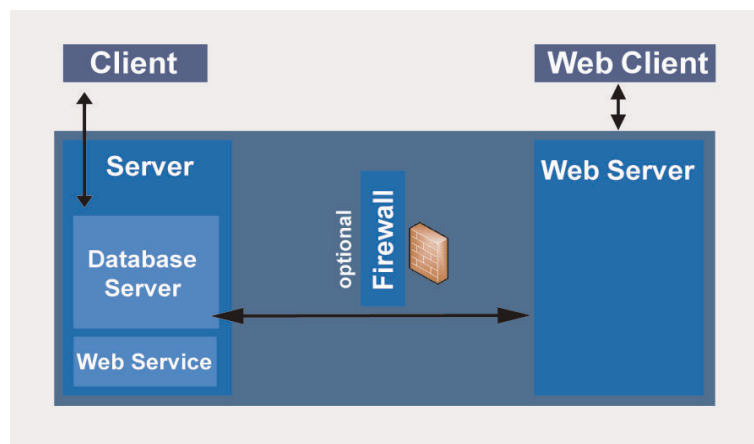 Client
Web Client
Server
Web Server
Database
Server
Web Service
optional
Firewall